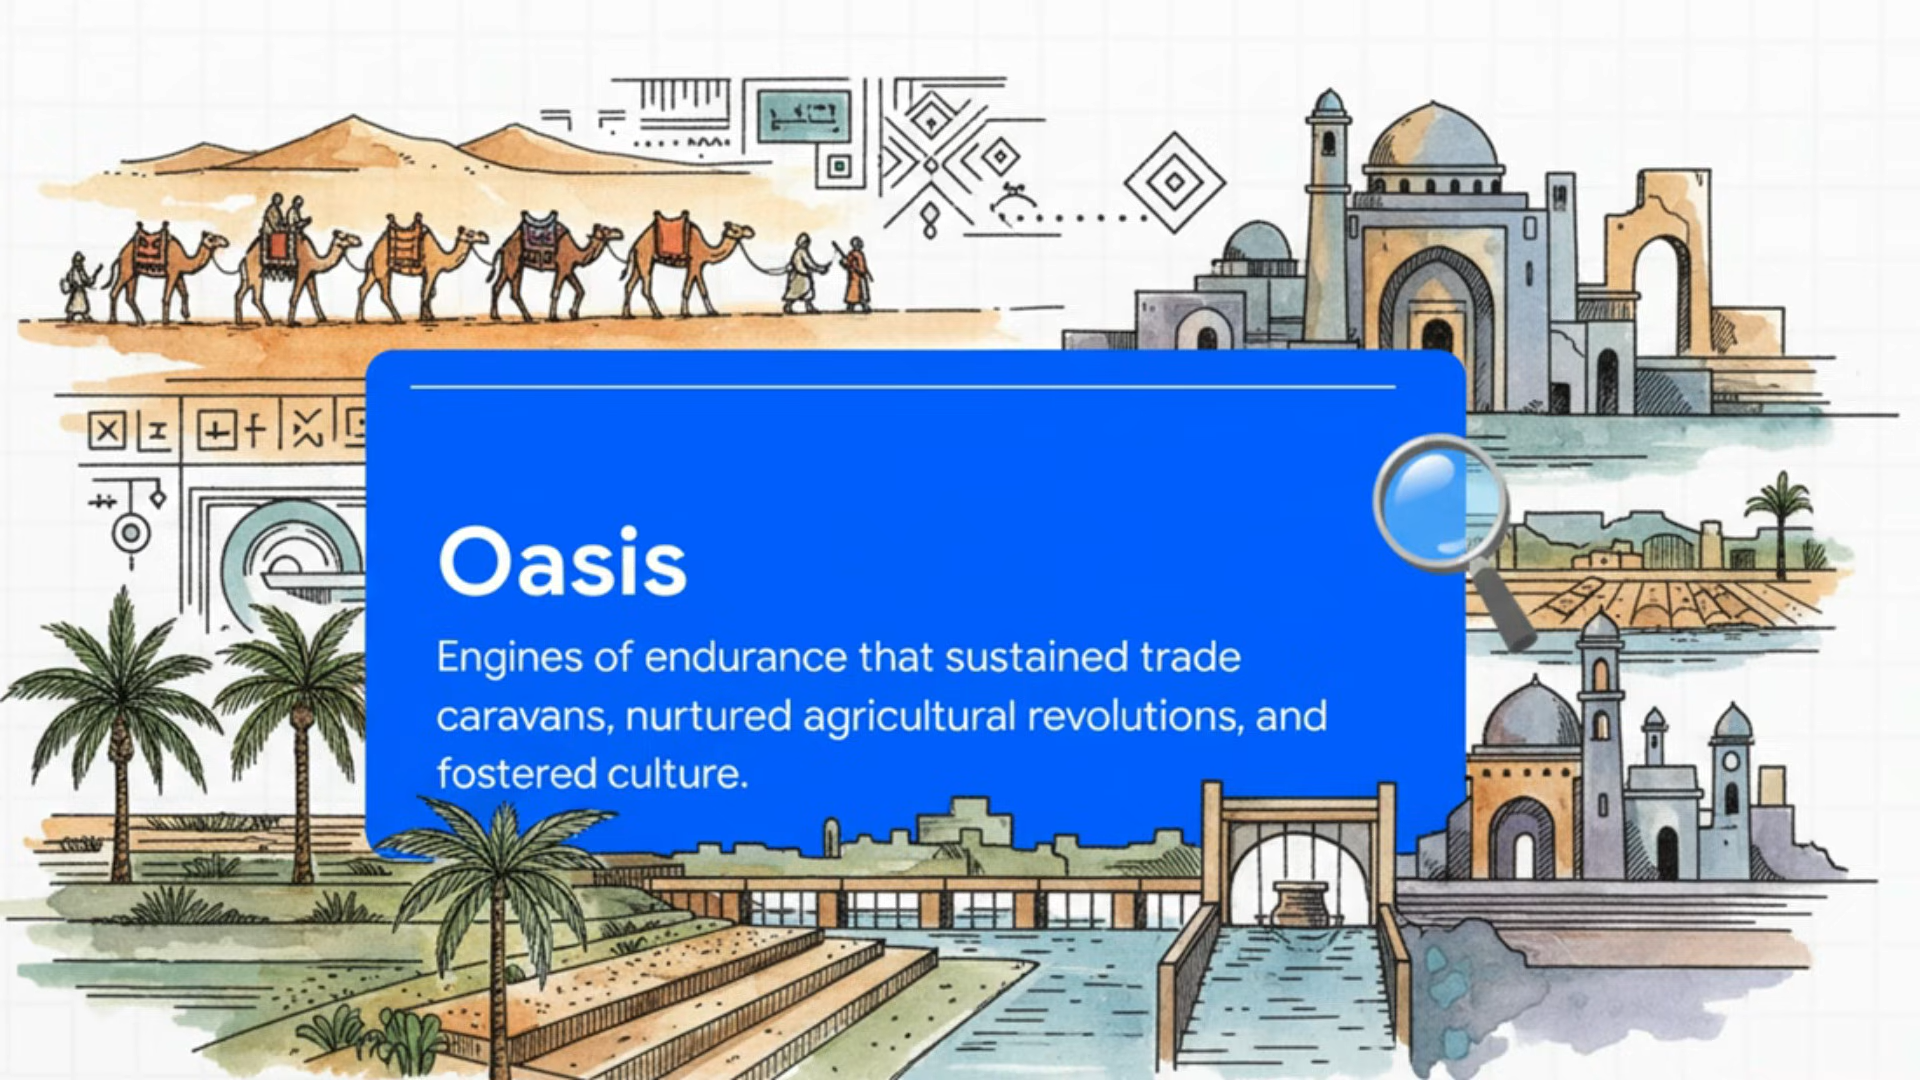 Oasis
Engines of endurance that sustained trade
caravans, nurtured agricultural revolutions, and
fostered culture.